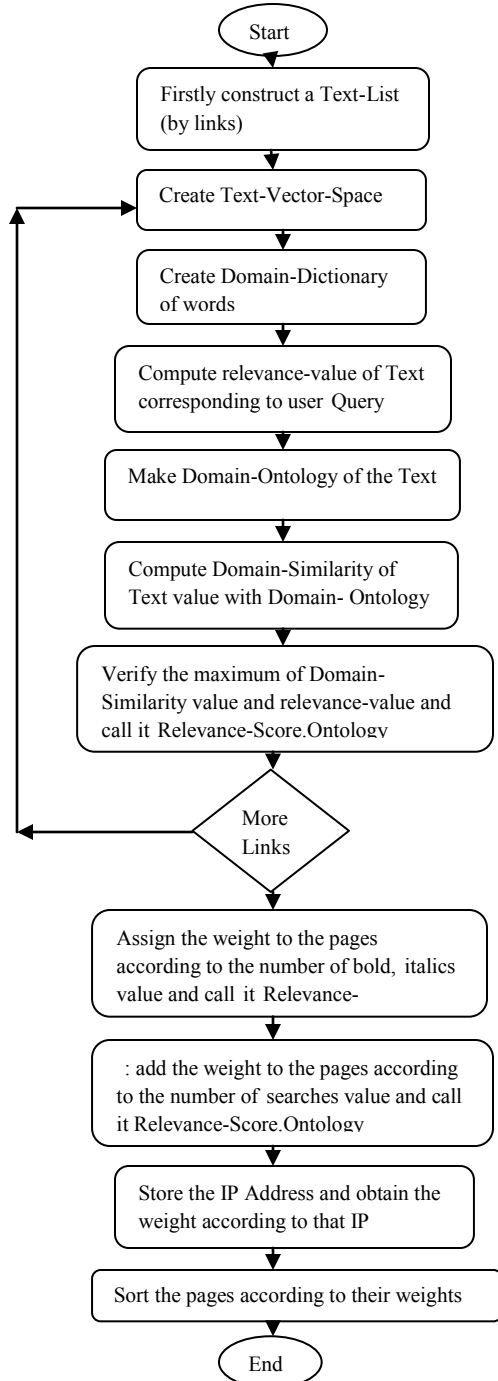 Start
Firstly construct a Text-List
(by links)
Create Text-Vector-Space
Create Domain-Dictionary
of words
Compute relevance-value of Text
corresponding to user Query
Make Domain-Ontology of the Text
Compute Domain-Similarity of
Text value with Domain- Ontology
Verify the maximum of Domain-
Similarity value and relevance-value and
call it Relevance-Score.Ontology
More
Links
Assign the weight to the pages
according to the number of bold, italics
value and call it Relevance-
: add the weight to the pages according
to the number of searches value and call
it Relevance-Score.Ontology
Store the IP Address and obtain the
weight according to that IP
Sort the pages according to their weights
End